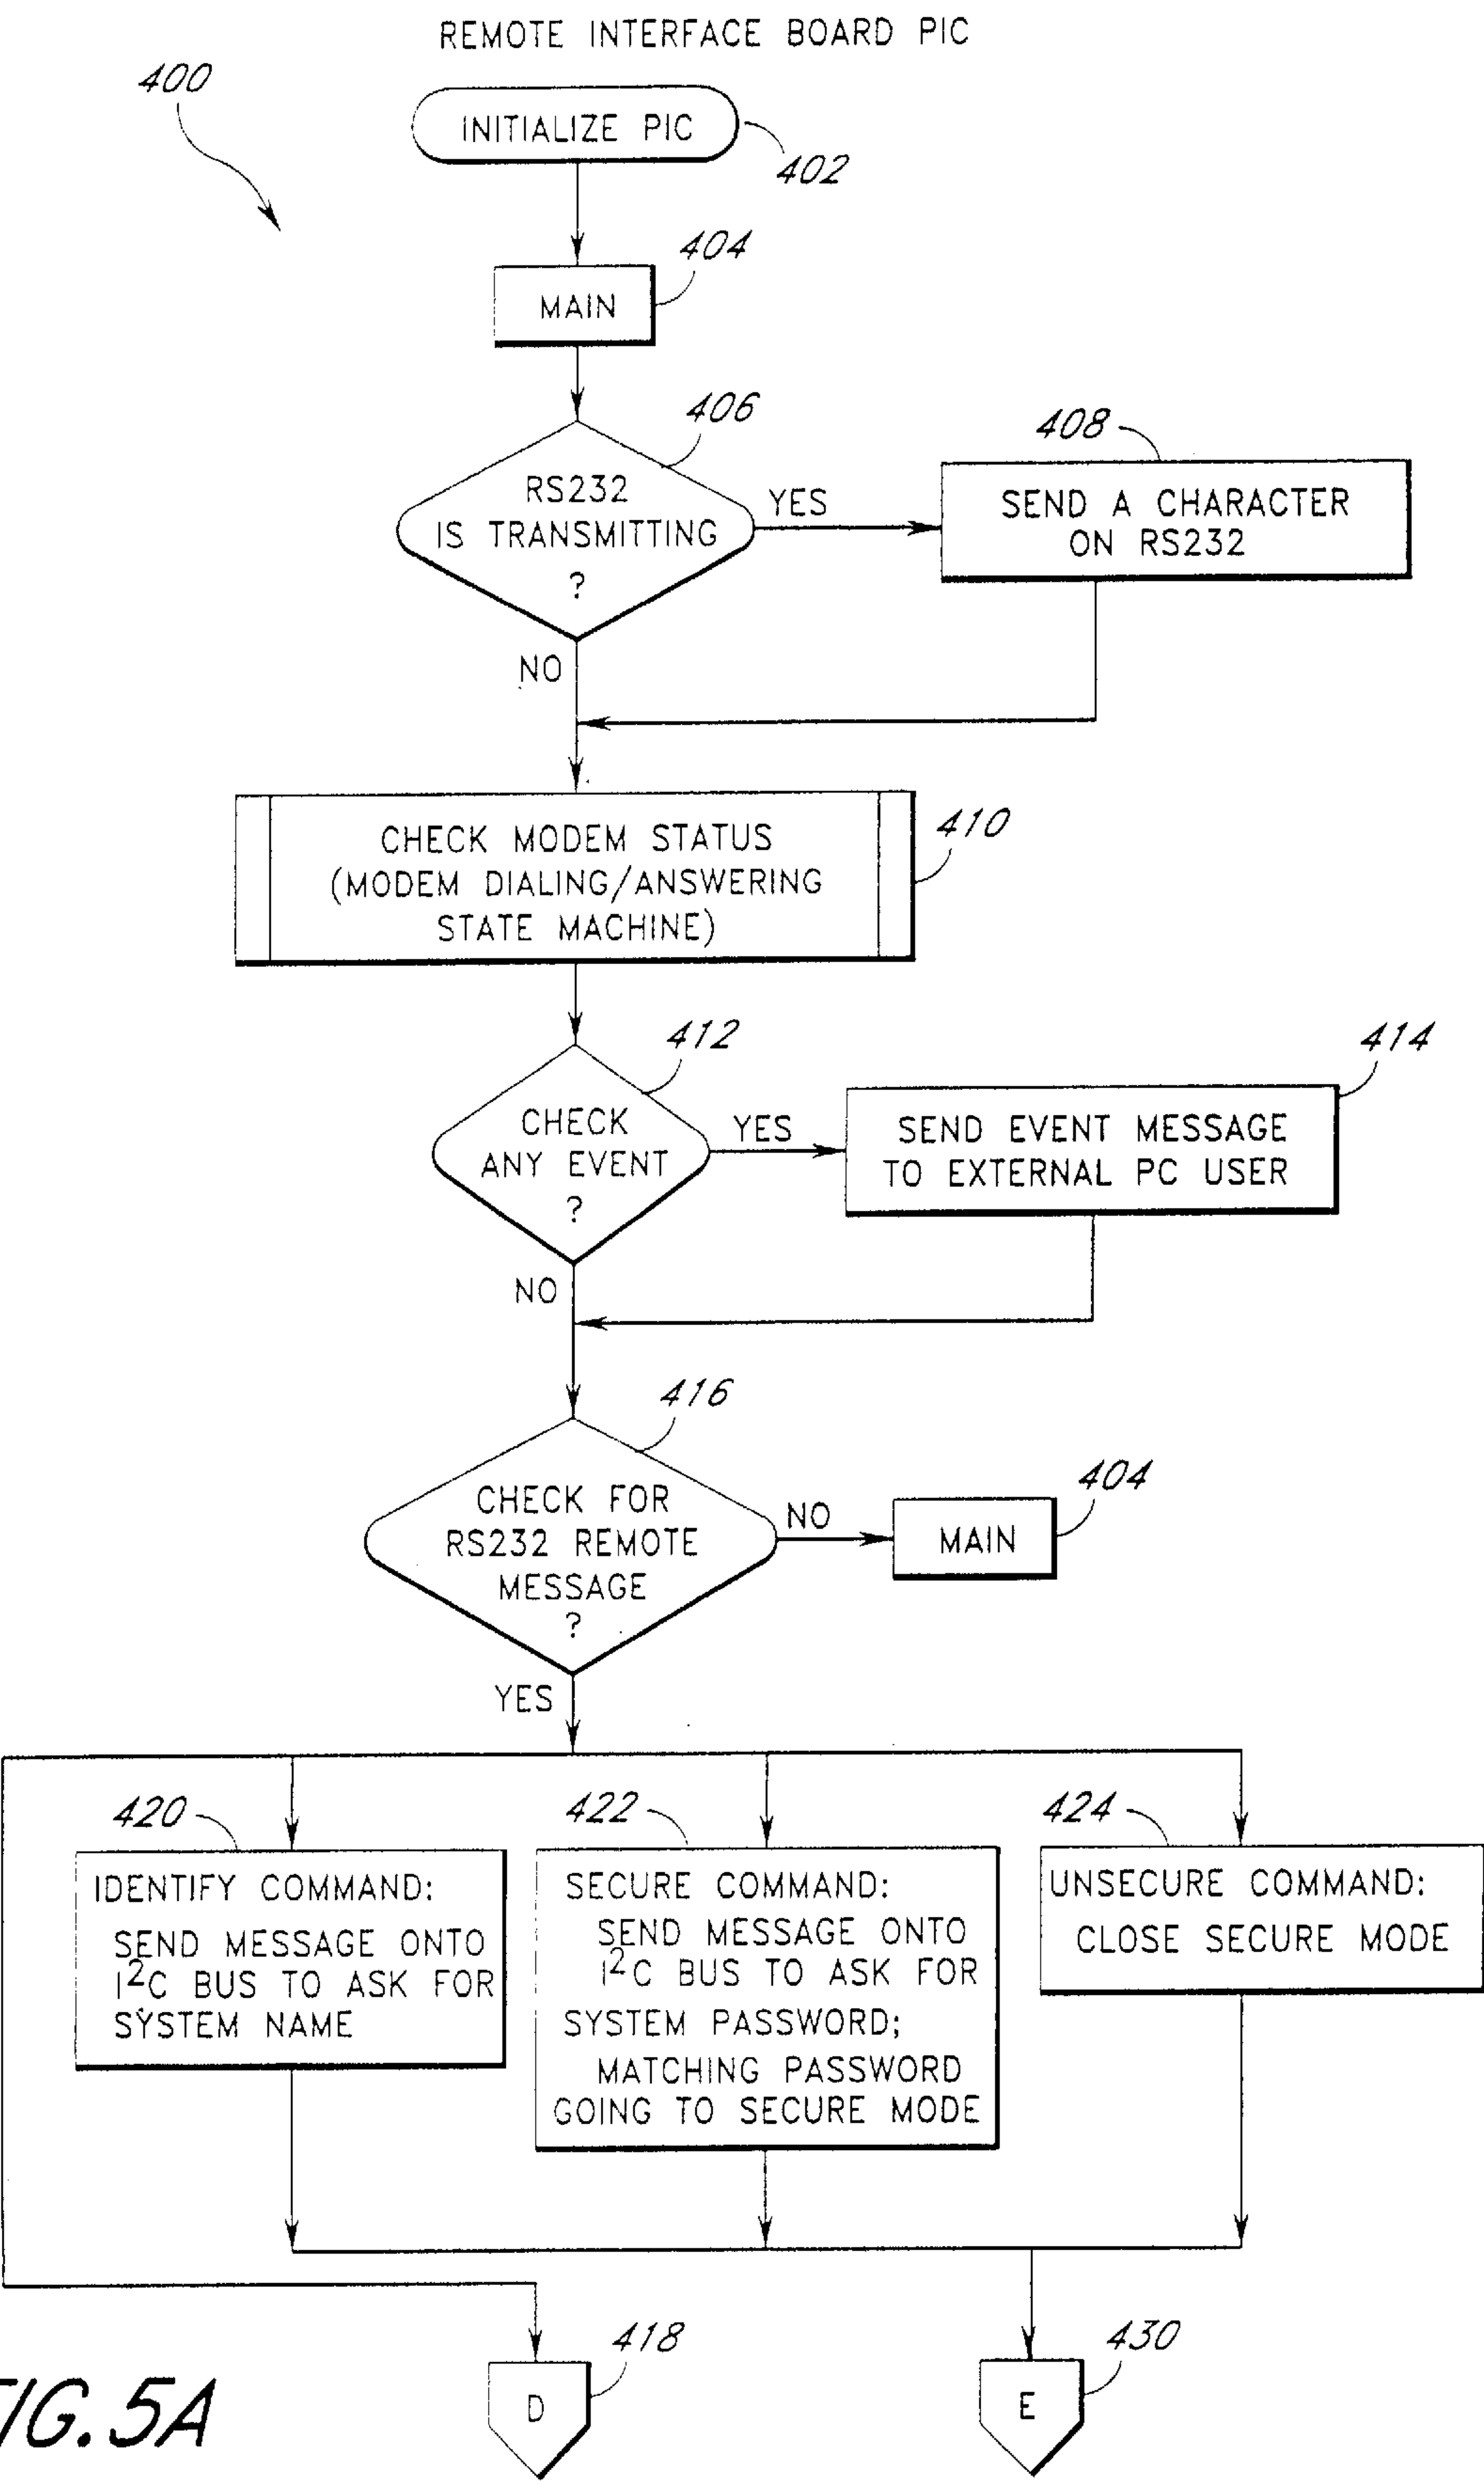 REMOTE INTERFACE BOARD PIC
400
INITIALIZE PIC
402
404
MAIN
406
RS232
IS TRANSMITTING
?
YES
408
SEND A CHARACTER
ON RS232
NO
CHECK MODEM STATUS
(MODEM DIALING/ANSWERING
STATE MACHINE)
410
412
CHECK
ANY EVENT
?
YES
414
SEND EVENT MESSAGE
TO EXTERNAL PC USER
NO
416
CHECK FOR
RS232 REMOTE
MESSAGE
?
NO
404
MAIN
YES
420
IDENTIFY COMMAND:
SEND MESSAGE ONTO
I²C BUS TO ASK FOR
SYSTEM NAME
422
SECURE COMMAND:
SEND MESSAGE ONTO
I²C BUS TO ASK FOR
SYSTEM PASSWORD;
MATCHING PASSWORD
GOING TO SECURE MODE
424
UNSECURE COMMAND:
CLOSE SECURE MODE
D
418
E
430
FIG. 5A